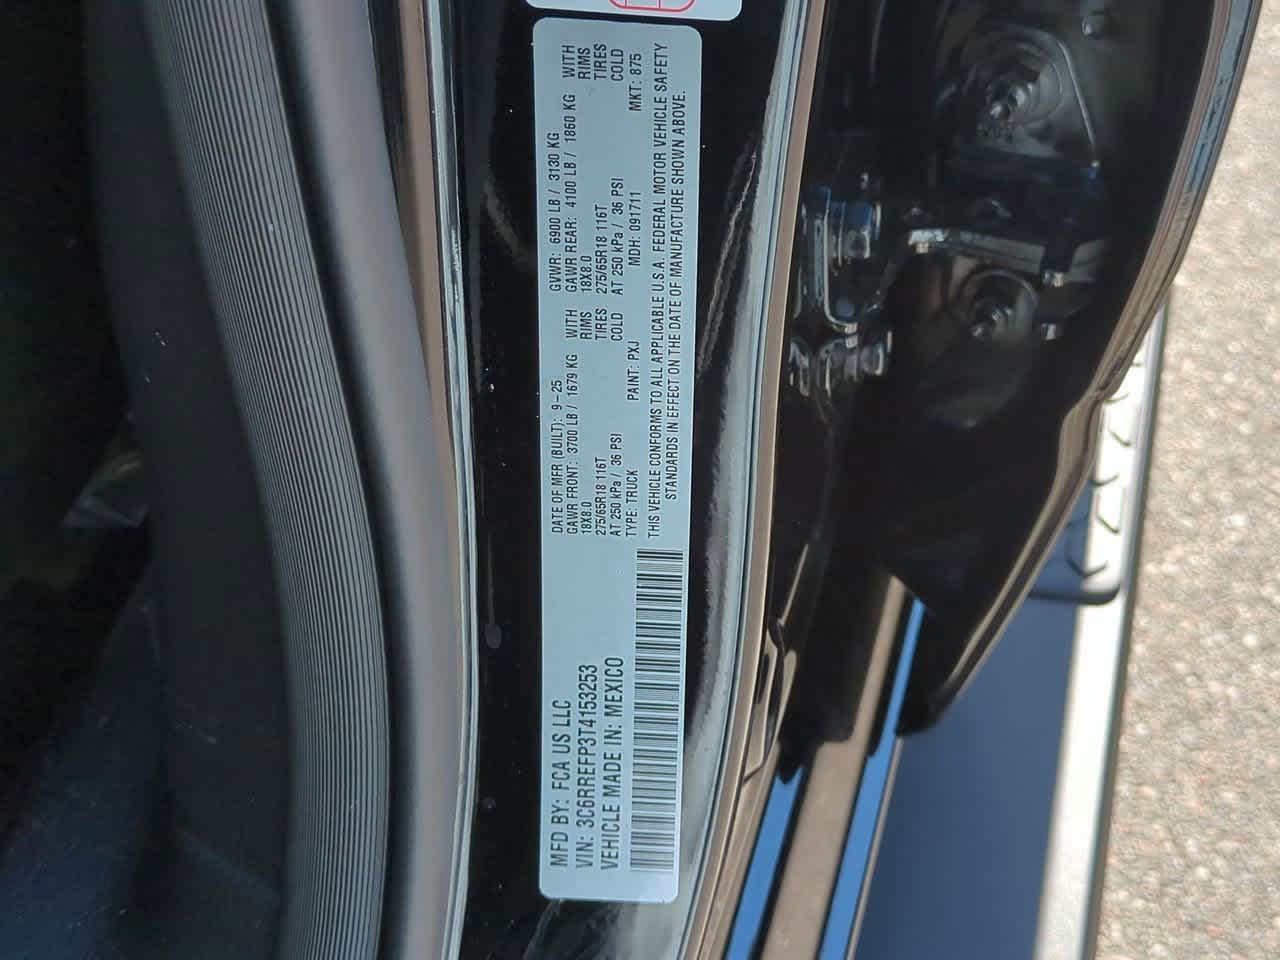 MFD BY: FCA US LLC
VIN: 3C6RREFP3T4153253
VEHICLE MADE IN: MEXICO
DATE OF MFR (BUILT): 9-25 GVWR: 6900 LB / 3130 KG
GAWR FRONT: 3700 LB / 1679 KG WITH GAWR REAR: 4100 LB / 1860 KG WITH
18X8.0 RIMS 18X8.0 RIMS
275/65R18 116T TIRES 275/65R18 116T TIRES
AT 250 kPa / 36 PSI COLD AT 250 kPa / 36 PSI COLD
TYPE: TRUCK PAINT: PXJ MDH: 091711 MKT: 875
THIS VEHICLE CONFORMS TO ALL APPLICABLE U.S.A. FEDERAL MOTOR VEHICLE SAFETY
STANDARDS IN EFFECT ON THE DATE OF MANUFACTURE SHOWN ABOVE.